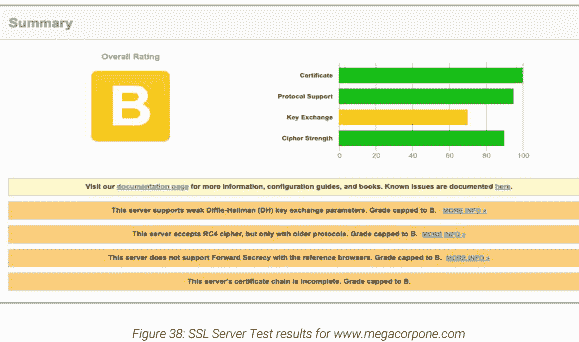 Summary
Overall Rating
B
Certificate
Protocol Support
Key Exchange
Cipher Strength
0 20 40 60 80 100
Visit our documentation page for more information, configuration guides, and books. Known issues are documented here.
This server supports weak Diffie-Hellman (DH) key exchange parameters. Grade capped to B. MORE INFO »
This server accepts RC4 cipher, but only with older protocols. Grade capped to B. MORE INFO »
This server does not support Forward Secrecy with the reference browsers. Grade capped to B. MORE INFO »
This server's certificate chain is incomplete. Grade capped to B.
Figure 38: SSL Server Test results for www.megacorpone.com